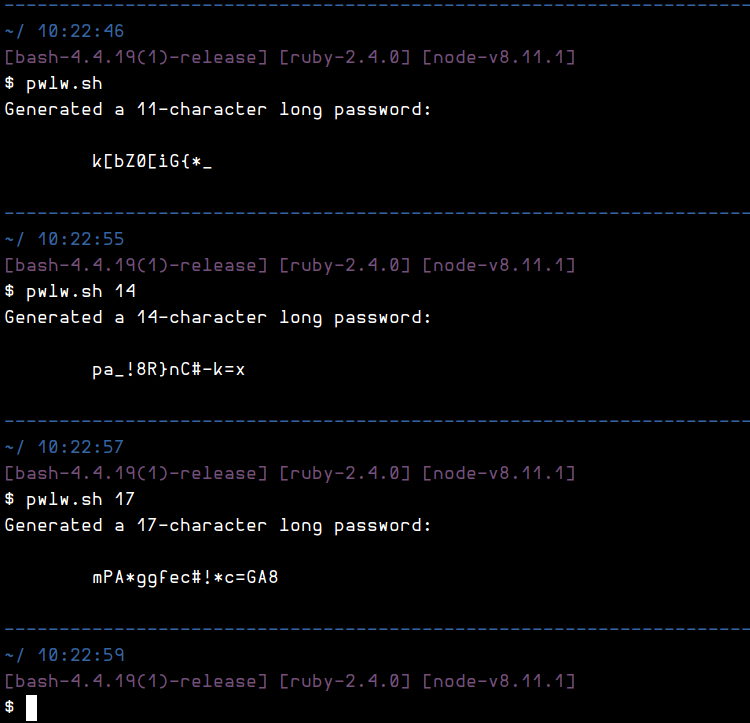 ~/ 10:22:46
[bash-4.4.19(1)-release] [ruby-2.4.0] [node-v8.11.1]
$ pwlw.sh
Generated a 11-character long password:
k[bZ0[iG{*_
~/ 10:22:55
[bash-4.4.19(1)-release] [ruby-2.4.0] [node-v8.11.1]
$ pwlw.sh 14
Generated a 14-character long password:
pa_!8R}nC#-k=x
~/ 10:22:57
[bash-4.4.19(1)-release] [ruby-2.4.0] [node-v8.11.1]
$ pwlw.sh 17
Generated a 17-character long password:
mPA*ggfec#!*c=GA8
~/ 10:22:59
[bash-4.4.19(1)-release] [ruby-2.4.0] [node-v8.11.1]
$